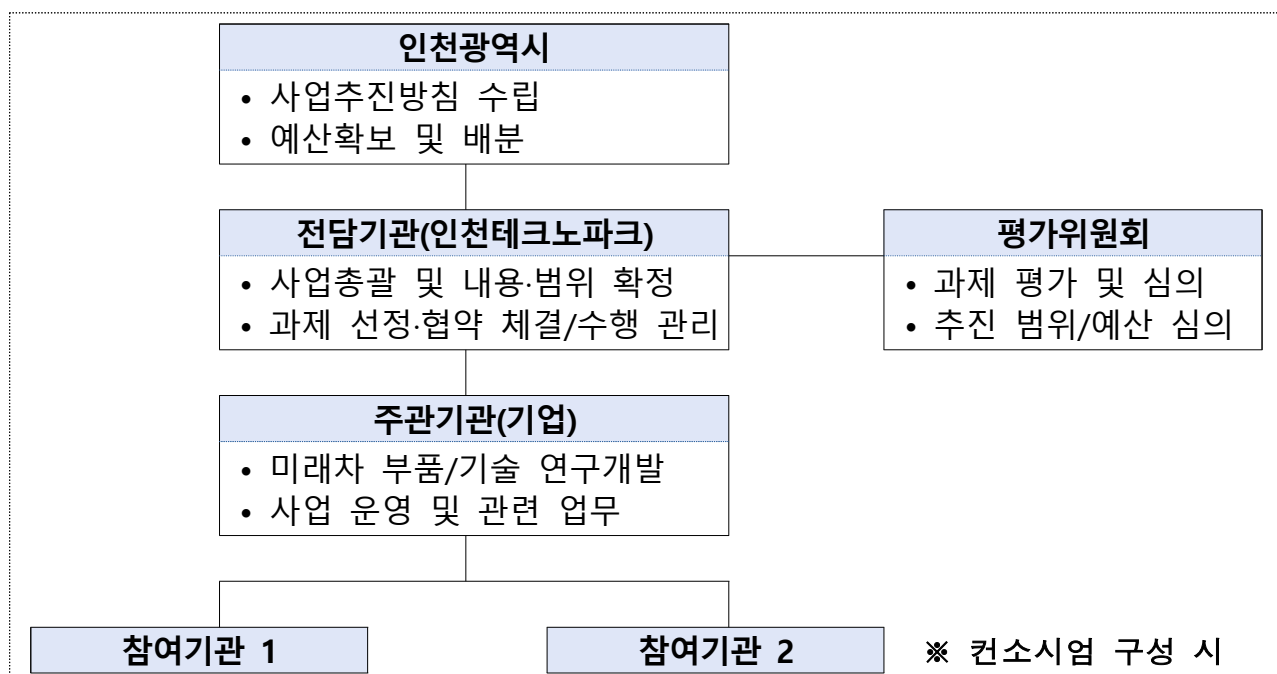 인천광역시
• 사업추진방침 수립
• 예산확보 및 배분
전담기관(인천테크노파크)
• 사업총괄 및 내용·범위 확정
• 과제 선정·협약 체결/수행 관리
평가위원회
• 과제 평가 및 심의
• 추진 범위/예산 심의
주관기관(기업)
• 미래차 부품/기술 연구개발
• 사업 운영 및 관련 업무
참여기관 1
참여기관 2
※ 컨소시엄 구성 시